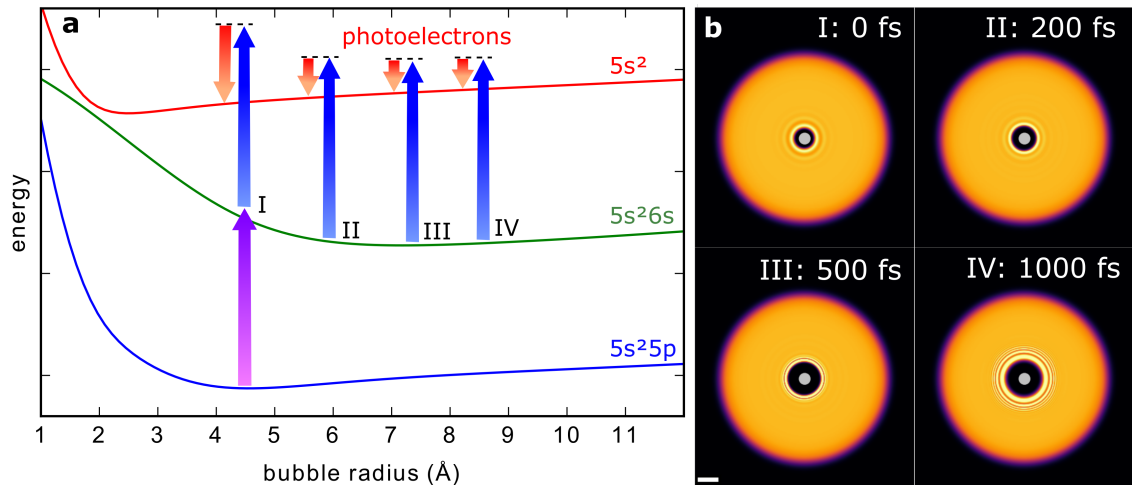 a
photoelectrons
5s²
I
II
III
IV
5s²6s
5s²5p
energy
1 2 3 4 5 6 7 8 9 10 11
bubble radius (Å)
b
I: 0 fs
II: 200 fs
III: 500 fs
IV: 1000 fs